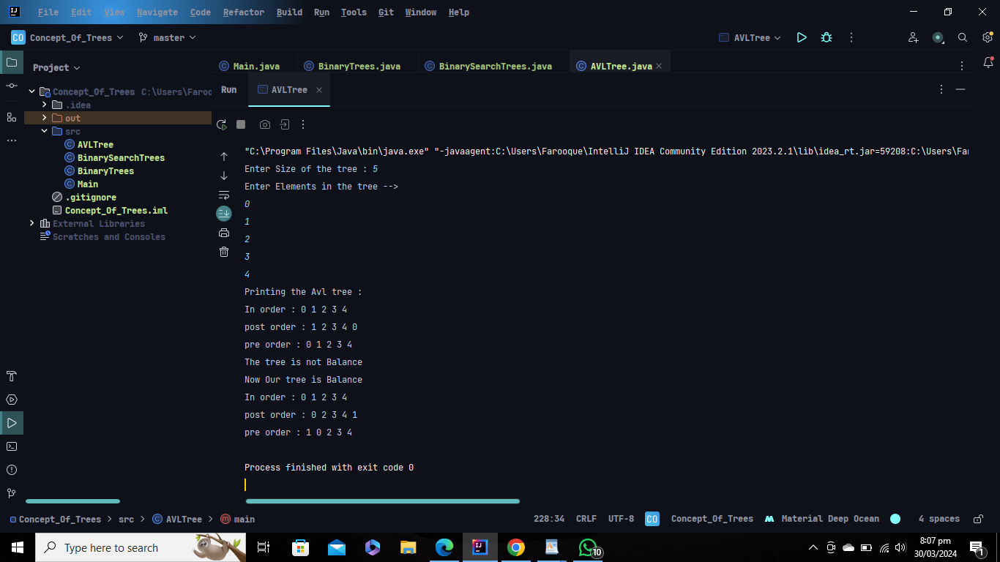 File Edit View Navigate Code Refactor Build Run Tools Git Window Help
CO Concept_Of_Trees master AVLTree
Project
Main.java BinaryTrees.java BinarySearchTrees.java AVLTree.java
Run AVLTree
Concept_Of_Trees C:\Users\Farooq
.idea
out
src
AVLTree
BinarySearchTrees
BinaryTrees
Main
.gitignore
Concept_Of_Trees.iml
External Libraries
Scratches and Consoles
"C:\Program Files\Java\bin\java.exe" "-javaagent:C:\Users\Farooque\IntelliJ IDEA Community Edition 2023.2.1\lib\idea_rt.jar=59208:C:\Users\Far
Enter Size of the tree : 5
Enter Elements in the tree -->
0
1
2
3
4
Printing the Avl tree :
In order : 0 1 2 3 4
post order : 1 2 3 4 0
pre order : 0 1 2 3 4
The tree is not Balance
Now Our tree is Balance
In order : 0 1 2 3 4
post order : 0 2 3 4 1
pre order : 1 0 2 3 4
Process finished with exit code 0
Concept_Of_Trees > src > AVLTree > main 228:34 CRLF UTF-8 CO Concept_Of_Trees Material Deep Ocean 4 spaces
Type here to search
10
8:07 pm
30/03/2024
1